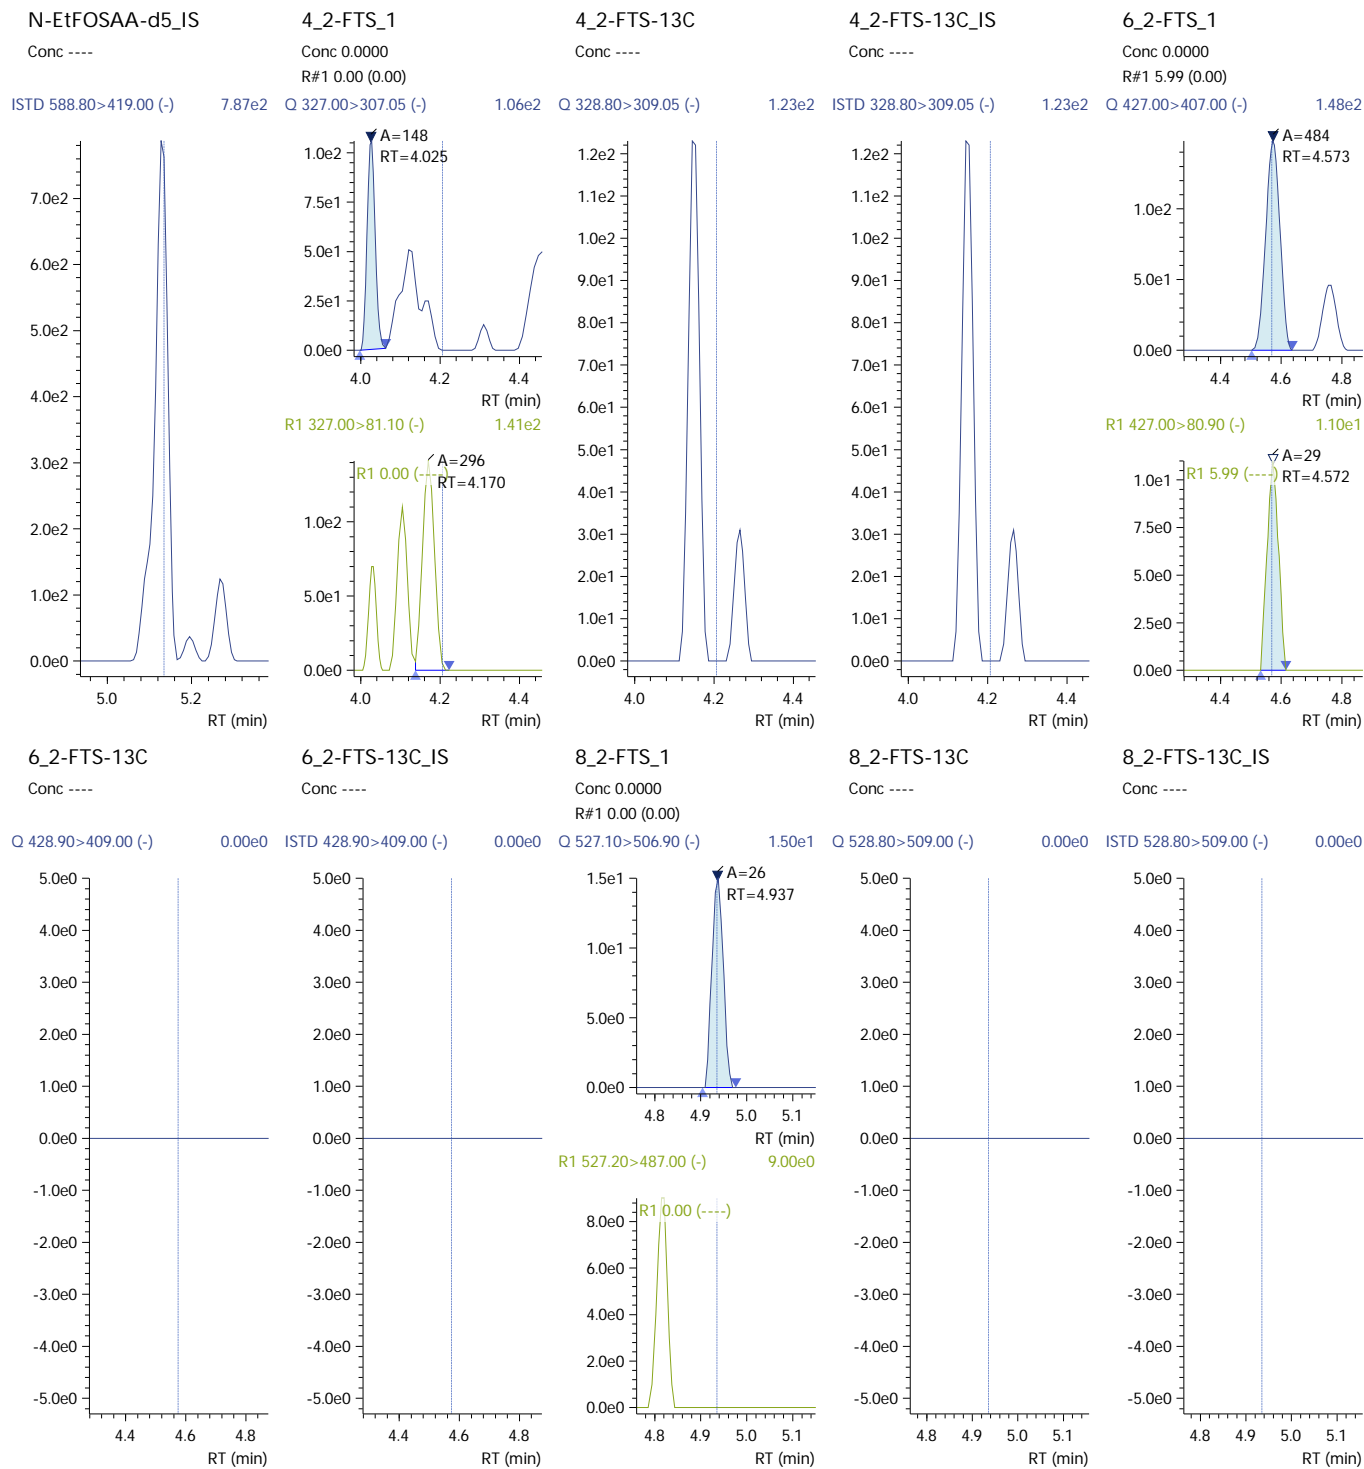 N-EtFOSAA-d5_IS
Conc ----
ISTD 588.80>419.00 (-) 7.87e2
7.0e2
6.0e2
5.0e2
4.0e2
3.0e2
2.0e2
1.0e2
0.0e0
5.0 5.2
RT (min)
4_2-FTS_1
Conc 0.0000
R#1 0.00 (0.00)
Q 327.00>307.05 (-) 1.06e2
A=148
RT=4.025
1.0e2
7.5e1
5.0e1
2.5e1
0.0e0
4.0 4.2 4.4
RT (min)
R1 327.00>81.10 (-) 1.41e2
A=296
R1 0.00 (----)
RT=4.170
1.0e2
5.0e1
0.0e0
4.0 4.2 4.4
RT (min)
4_2-FTS-13C
Conc ----
Q 328.80>309.05 (-) 1.23e2
1.2e2
1.1e2
1.0e2
9.0e1
8.0e1
7.0e1
6.0e1
5.0e1
4.0e1
3.0e1
2.0e1
1.0e1
0.0e0
4.0 4.2 4.4
RT (min)
4_2-FTS-13C_IS
Conc ----
ISTD 328.80>309.05 (-) 1.23e2
1.2e2
1.1e2
1.0e2
9.0e1
8.0e1
7.0e1
6.0e1
5.0e1
4.0e1
3.0e1
2.0e1
1.0e1
0.0e0
4.0 4.2 4.4
RT (min)
6_2-FTS_1
Conc 0.0000
R#1 5.99 (0.00)
Q 427.00>407.00 (-) 1.48e2
A=484
RT=4.573
1.0e2
5.0e1
0.0e0
4.4 4.6 4.8
RT (min)
R1 427.00>80.90 (-) 1.10e1
A=29
R1 5.99 (----)
RT=4.572
1.0e1
7.5e0
5.0e0
2.5e0
0.0e0
4.4 4.6 4.8
RT (min)
6_2-FTS-13C
Conc ----
Q 428.90>409.00 (-) 0.00e0
5.0e0
4.0e0
3.0e0
2.0e0
1.0e0
0.0e0
-1.0e0
-2.0e0
-3.0e0
-4.0e0
-5.0e0
4.4 4.6 4.8
RT (min)
6_2-FTS-13C_IS
Conc ----
ISTD 428.90>409.00 (-) 0.00e0
5.0e0
4.0e0
3.0e0
2.0e0
1.0e0
0.0e0
-1.0e0
-2.0e0
-3.0e0
-4.0e0
-5.0e0
4.4 4.6 4.8
RT (min)
8_2-FTS_1
Conc 0.0000
R#1 0.00 (0.00)
Q 527.10>506.90 (-) 1.50e1
A=26
RT=4.937
1.5e1
1.0e1
5.0e0
0.0e0
4.8 4.9 5.0 5.1
RT (min)
R1 527.20>487.00 (-) 9.00e0
R1 0.00 (----)
8.0e0
6.0e0
4.0e0
2.0e0
0.0e0
4.8 4.9 5.0 5.1
RT (min)
8_2-FTS-13C
Conc ----
Q 528.80>509.00 (-) 0.00e0
5.0e0
4.0e0
3.0e0
2.0e0
1.0e0
0.0e0
-1.0e0
-2.0e0
-3.0e0
-4.0e0
-5.0e0
4.8 4.9 5.0 5.1
RT (min)
8_2-FTS-13C_IS
Conc ----
ISTD 528.80>509.00 (-) 0.00e0
5.0e0
4.0e0
3.0e0
2.0e0
1.0e0
0.0e0
-1.0e0
-2.0e0
-3.0e0
-4.0e0
-5.0e0
4.8 4.9 5.0 5.1
RT (min)